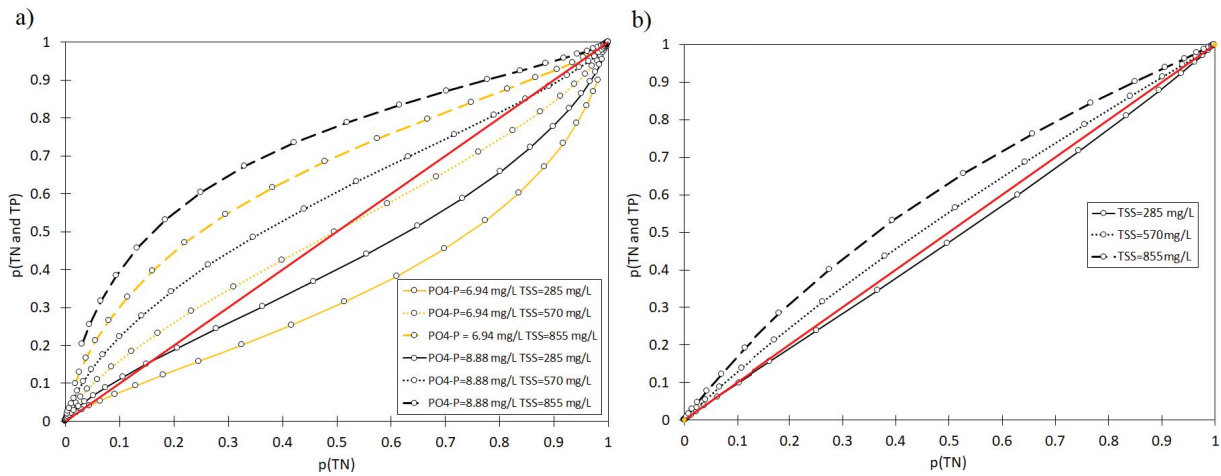 a)
1
0.9
0.8
0.7
0.6
0.5
0.4
0.3
0.2
0.1
0
p(TN and TP)
0 0.1 0.2 0.3 0.4 0.5 0.6 0.7 0.8 0.9 1
p(TN)
PO4-P=6.94 mg/L TSS=285 mg/L
PO4-P=6.94 mg/L TSS=570 mg/L
PO4-P = 6.94 mg/L TSS=855 mg/L
PO4-P=8.88 mg/L TSS=285 mg/L
PO4-P=8.88 mg/L TSS=570 mg/L
PO4-P=8.88 mg/L TSS=855 mg/L
b)
1
0.9
0.8
0.7
0.6
0.5
0.4
0.3
0.2
0.1
0
p(TN and TP)
0 0.1 0.2 0.3 0.4 0.5 0.6 0.7 0.8 0.9 1
p(TN)
TSS=285 mg/L
TSS=570 mg/L
TSS=855 mg/L